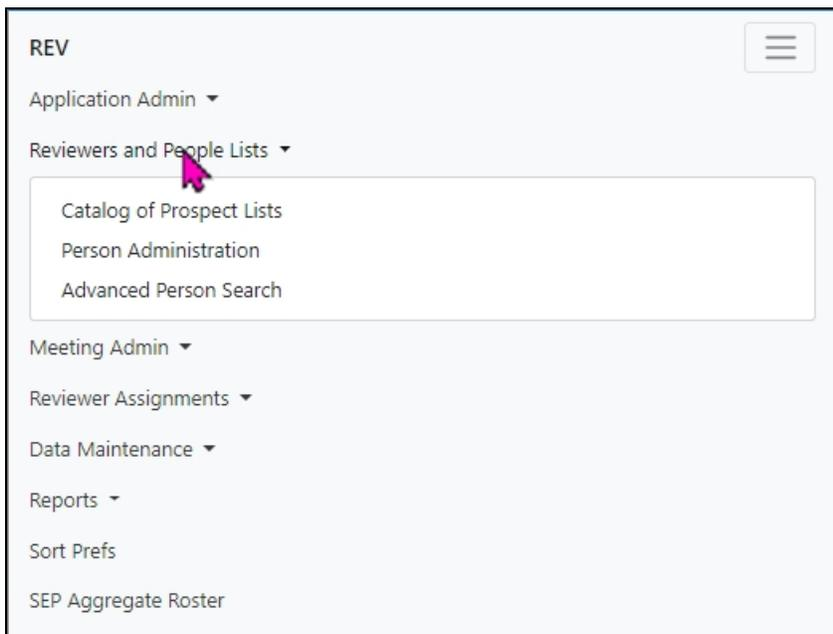 REV
Application Admin
Reviewers and People Lists
Catalog of Prospect Lists
Person Administration
Advanced Person Search
Meeting Admin
Reviewer Assignments
Data Maintenance
Reports
Sort Prefs
SEP Aggregate Roster